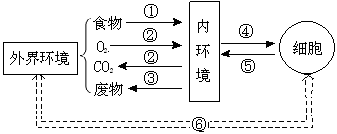 食物 ①
O₂ ②
CO₂ ②
废物 ③
外界环境
内环境
④
⑤
细胞
⑥